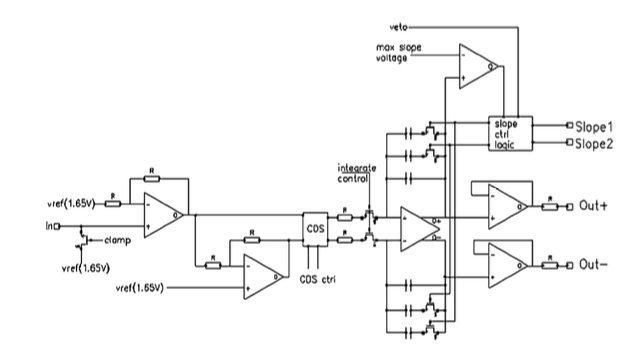 veto
max slope
voltage
-
+
O
slope
ctrl
logic
Slope1
Slope2
integrate
control
R
vref(1.65V)
R
-
+
O
In
clamp
vref(1.65V)
R
R
-
+
O
vref(1.65V)
CDS
CDS ctrl
R
R
+
-
O+
O-
-
+
O
R
Out+
-
+
O
R
Out-